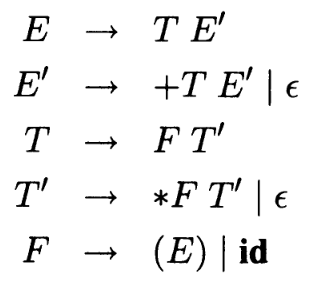 E → T E′
E′ → +T E′ | ϵ
T → F T′
T′ → *F T′ | ϵ
F → (E) | id